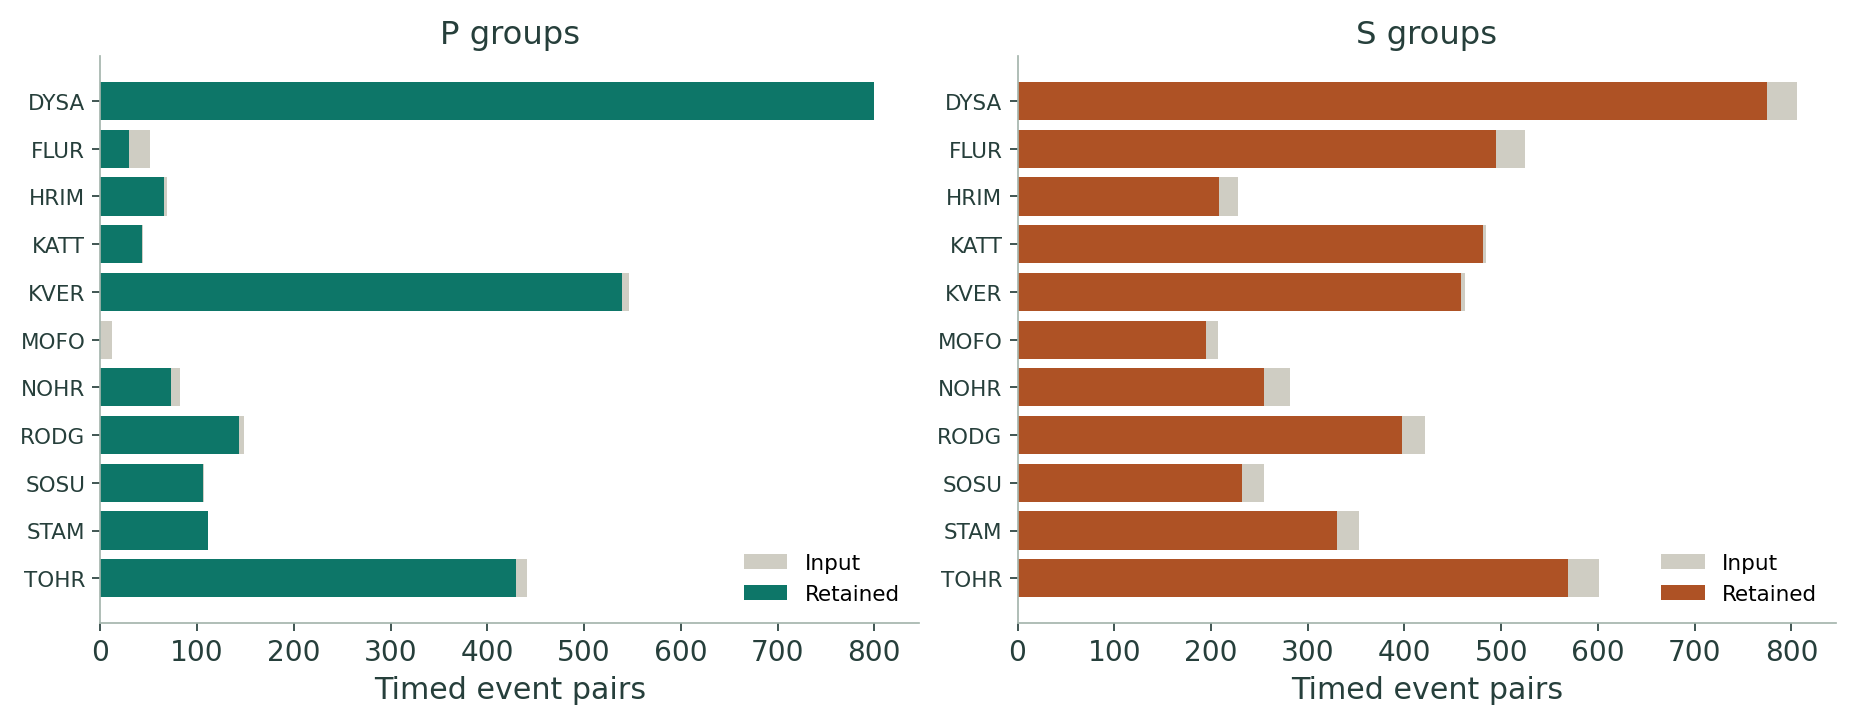 P groups
DYSA
FLUR
HRIM
KATT
KVER
MOFO
NOHR
RODG
SOSU
STAM
TOHR
Input
Retained
0 100 200 300 400 500 600 700 800
Timed event pairs
S groups
DYSA
FLUR
HRIM
KATT
KVER
MOFO
NOHR
RODG
SOSU
STAM
TOHR
Input
Retained
0 100 200 300 400 500 600 700 800
Timed event pairs